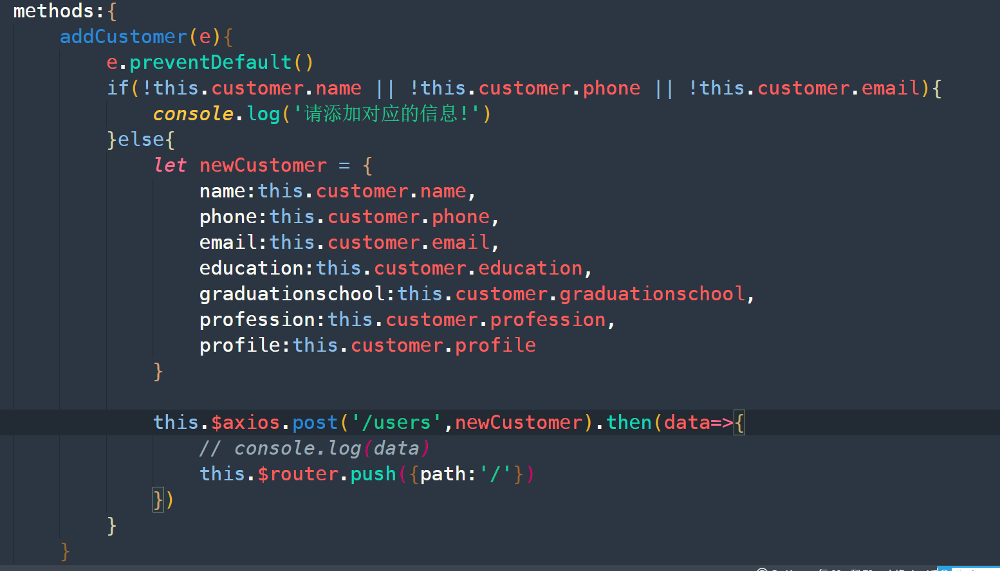 methods:{
addCustomer(e){
e.preventDefault()
if(!this.customer.name || !this.customer.phone || !this.customer.email){
console.log('请添加对应的信息!')
}else{
let newCustomer = {
name:this.customer.name,
phone:this.customer.phone,
email:this.customer.email,
education:this.customer.education,
graduationschool:this.customer.graduationschool,
profession:this.customer.profession,
profile:this.customer.profile
}
this.$axios.post('/users',newCustomer).then(data=>{
// console.log(data)
this.$router.push({path:'/'})
})
}
}